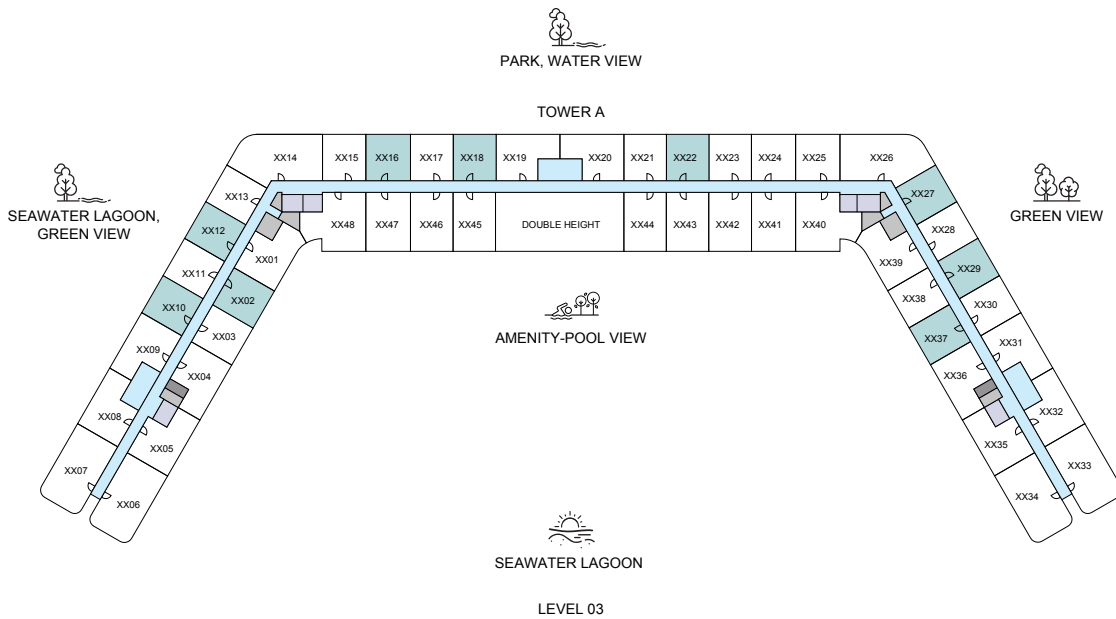 PARK, WATER VIEW
TOWER A
SEAWATER LAGOON,
GREEN VIEW
GREEN VIEW
XX14
XX15
XX16
XX17
XX18
XX19
XX20
XX21
XX22
XX23
XX24
XX25
XX26
XX13
XX27
XX12
XX28
XX48
XX47
XX46
XX45
DOUBLE HEIGHT
XX44
XX43
XX42
XX41
XX40
XX01
XX39
XX11
XX29
XX02
XX38
XX10
XX30
XX03
XX37
XX09
XX31
XX04
XX36
XX08
XX32
XX05
XX35
XX07
XX33
XX06
XX34
AMENITY-POOL VIEW
SEAWATER LAGOON
LEVEL 03